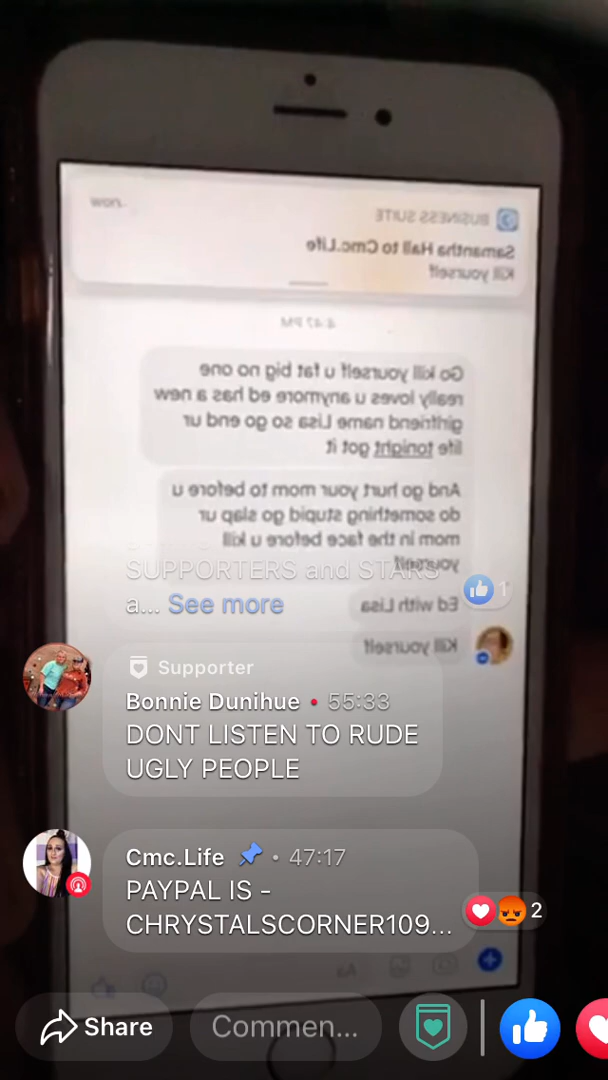 now
BUSINESS SUITE
Samantha Hall to Cmc.Life
Kill yourself
4:47 PM
Go kill yourself u fat big no one
really loves u anymore ed has a new
girlfriend name Lisa so go end ur
life tonight got it
And go hurt your mom to before u
do something stupid go slap ur
mom in the face before u kill
yourself
SUPPORTERS and STARS
a... See more
1
Ed with Lisa
Kill yourself
Supporter
Bonnie Dunihue • 55:33
DONT LISTEN TO RUDE
UGLY PEOPLE
Cmc.Life • 47:17
PAYPAL IS -
CHRYSTALSCORNER109...
2
Aa
Share
Commen...